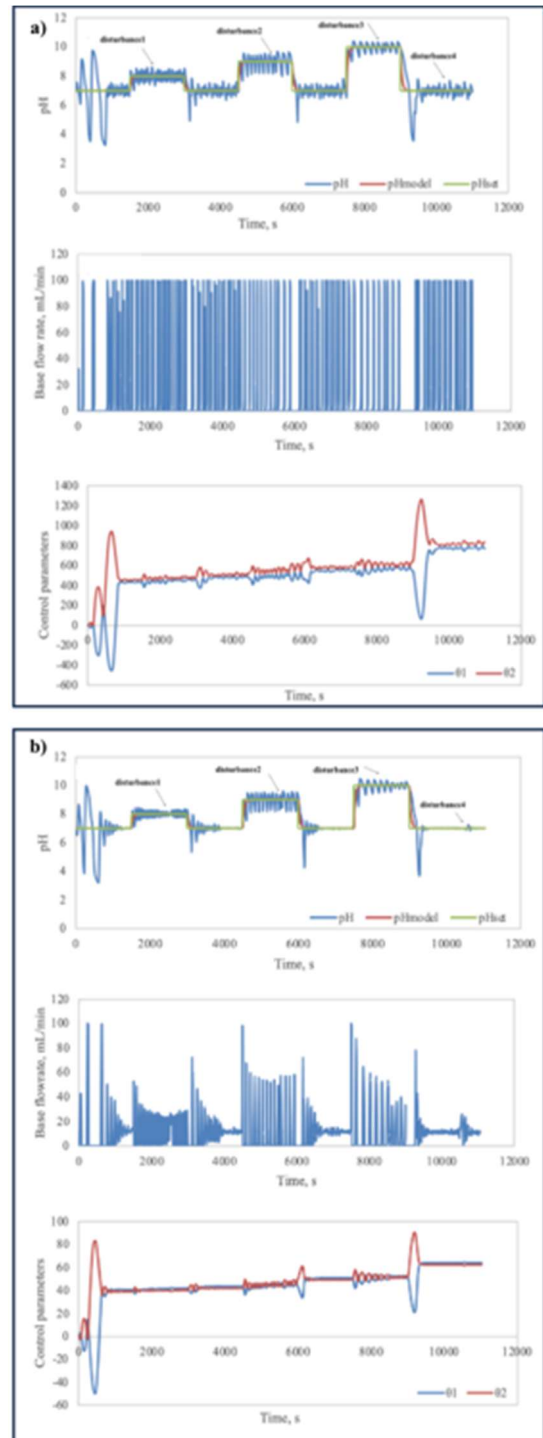 a)
12
10
8
6
4
2
0
pH
disturbance1
disturbance2
disturbance3
disturbance4
pH pHmodel pHset
0 2000 4000 6000 8000 10000 12000
Time, s
120
100
80
60
40
20
0
Base flow rate, mL/min
0 2000 4000 6000 8000 10000 12000
Time, s
1400
1200
1000
800
600
400
200
0
-200
-400
-600
Control parameters
0 2000 4000 6000 8000 10000 12000
θ1 θ2
Time, s
b)
12
10
8
6
4
2
0
pH
disturbance1
disturbance2
disturbance3
disturbance4
pH pHmodel pHset
0 2000 4000 6000 8000 10000 12000
Time, s
120
100
80
60
40
20
0
Base flowrate, mL/min
0 2000 4000 6000 8000 10000 12000
Time, s
100
80
60
40
20
0
-20
-40
-60
Control parameters
0 2000 4000 6000 8000 10000 12000
θ1 θ2
Time, s